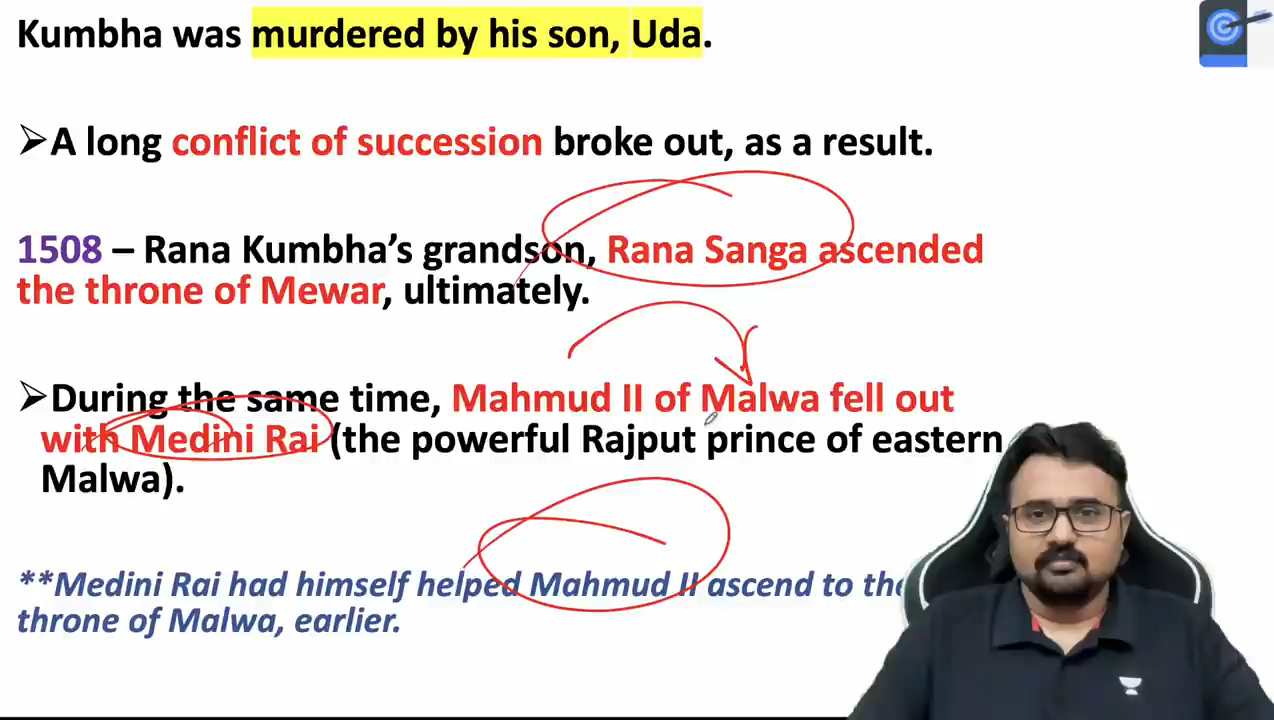 Kumbha was murdered by his son, Uda.
➢A long conflict of succession broke out, as a result.
1508 – Rana Kumbha’s grandson, Rana Sanga ascended
the throne of Mewar, ultimately.
➢During the same time, Mahmud II of Malwa fell out
with Medini Rai (the powerful Rajput prince of eastern
Malwa).
**Medini Rai had himself helped Mahmud II ascend to the
throne of Malwa, earlier.